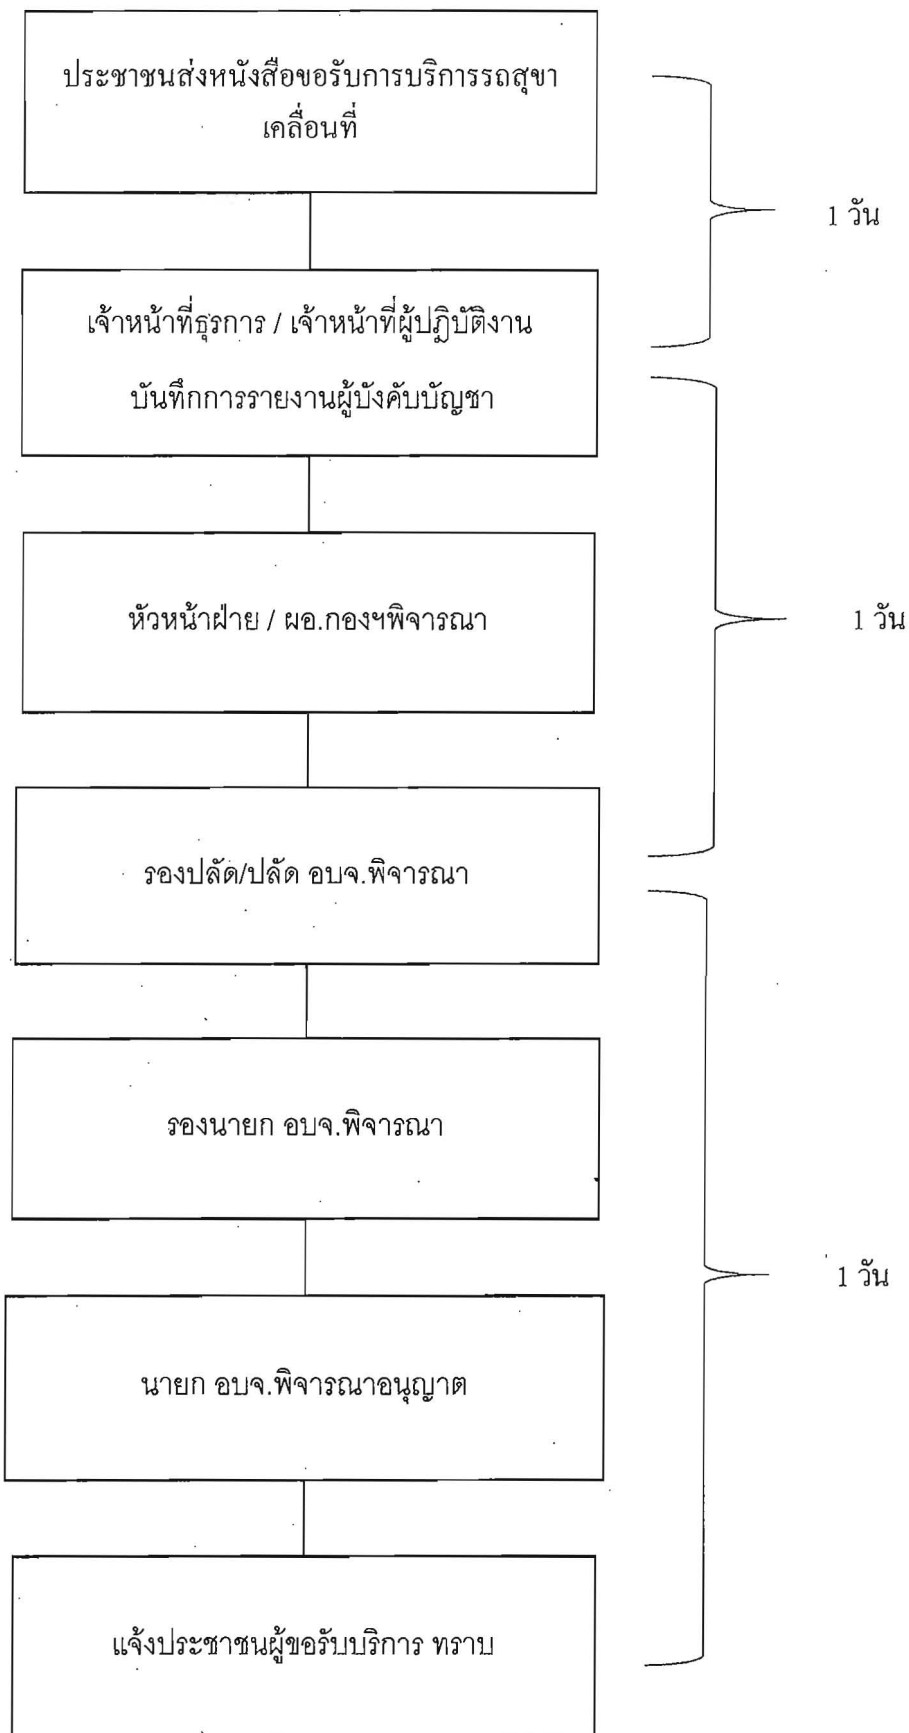 ประชาชนส่งหนังสือขอรับการบริการรถสุขา
เคลื่อนที่
1 วัน
เจ้าหน้าที่ธุรการ / เจ้าหน้าที่ผู้ปฏิบัติงาน
บันทึกการรายงานผู้บังคับบัญชา
หัวหน้าฝ่าย / ผอ.กองฯพิจารณา
1 วัน
รองปลัด/ปลัด อบจ.พิจารณา
รองนายก อบจ.พิจารณา
1 วัน
นายก อบจ.พิจารณาอนุญาต
แจ้งประชาชนผู้ขอรับบริการ ทราบ